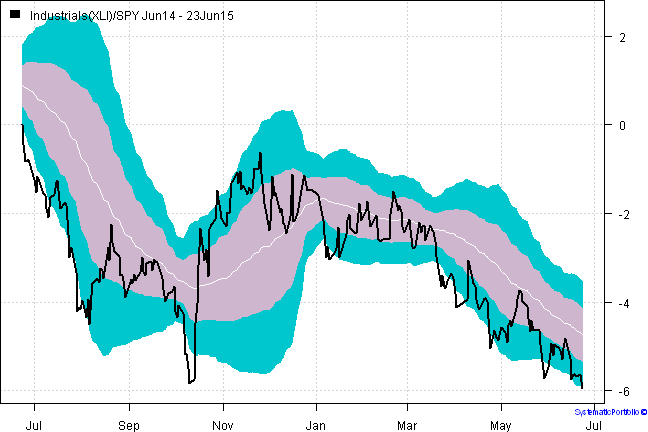 Industrials(XLI)/SPY Jun14 - 23Jun15
2
0
-2
-4
-6
Jul Sep Nov Jan Mar May Jul
SystematicPortfolio ©